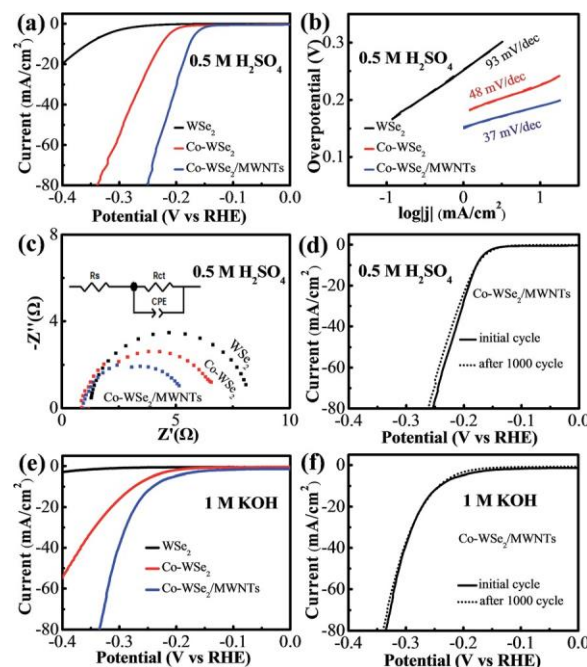 (a)
0.5 M H₂SO₄
WSe₂
Co-WSe₂
Co-WSe₂/MWNTs
Current (mA/cm²)
0
-20
-40
-60
-80
-0.4 -0.3 -0.2 -0.1 0.0
Potential (V vs RHE)
(b)
0.5 M H₂SO₄
93 mV/dec
48 mV/dec
37 mV/dec
WSe₂
Co-WSe₂
Co-WSe₂/MWNTs
Overpotential (V)
0.3
0.2
0.1
-1 0 1
log|j| (mA/cm²)
(c)
0.5 M H₂SO₄
Rs
Rct
CPE
WSe₂
Co-WSe₂
Co-WSe₂/MWNTs
-Z''(Ω)
-8
-4
0
0 5 10
Z'(Ω)
(d)
0.5 M H₂SO₄
Co-WSe₂/MWNTs
initial cycle
after 1000 cycle
Current (mA/cm²)
0
-20
-40
-60
-80
-0.4 -0.3 -0.2 -0.1 0.0
Potential (V vs RHE)
(e)
1 M KOH
WSe₂
Co-WSe₂
Co-WSe₂/MWNTs
Current (mA/cm²)
0
-20
-40
-60
-80
-0.4 -0.3 -0.2 -0.1 0.0
Potential (V vs RHE)
(f)
1 M KOH
Co-WSe₂/MWNTs
initial cycle
after 1000 cycle
Current (mA/cm²)
0
-20
-40
-60
-80
-0.4 -0.3 -0.2 -0.1 0.0
Potential (V vs RHE)